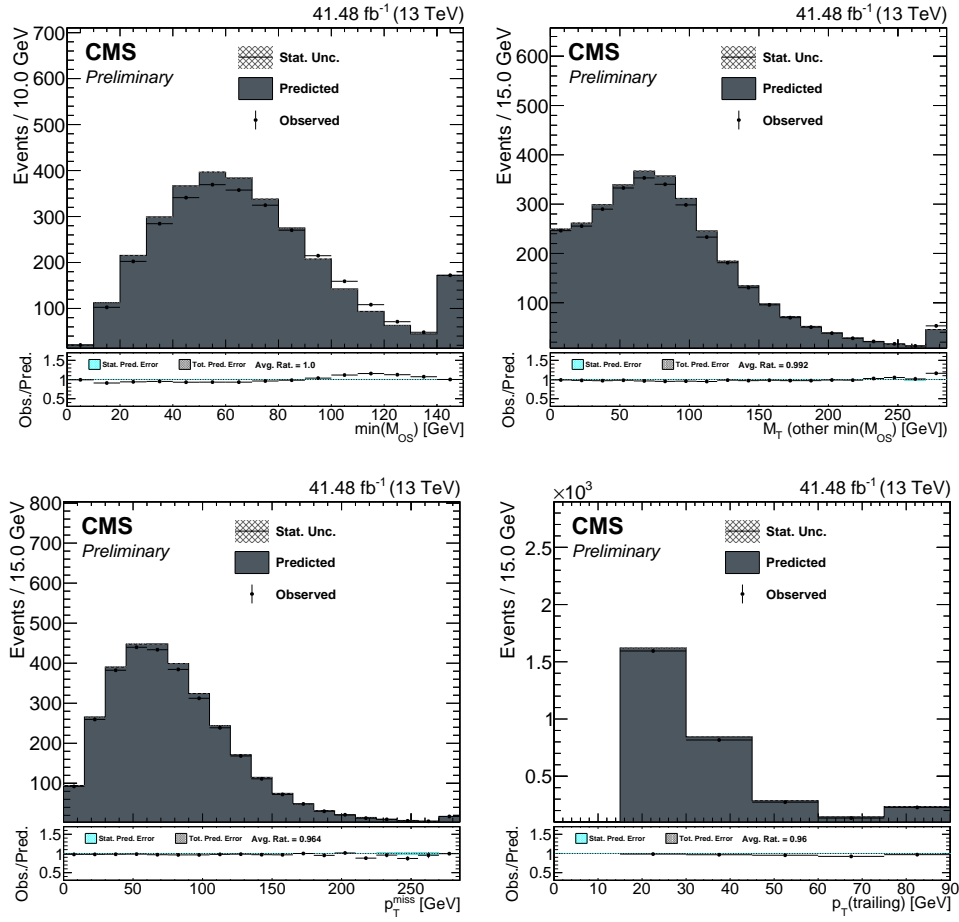 41.48 fb-1 (13 TeV)
CMS
Preliminary
Stat. Unc.
Predicted
Observed
Events / 10.0 GeV
700
600
500
400
300
200
100
Stat. Pred. Error
Tot. Pred. Error
Avg. Rat. = 1.0
Obs./Pred.
1.5
1
0.5
0 20 40 60 80 100 120 140
min(MOS) [GeV]
41.48 fb-1 (13 TeV)
CMS
Preliminary
Stat. Unc.
Predicted
Observed
Events / 15.0 GeV
600
500
400
300
200
100
Stat. Pred. Error
Tot. Pred. Error
Avg. Rat. = 0.992
Obs./Pred.
1.5
1
0.5
0 50 100 150 200 250
MT (other min(MOS) [GeV])
41.48 fb-1 (13 TeV)
CMS
Preliminary
Stat. Unc.
Predicted
Observed
Events / 15.0 GeV
800
700
600
500
400
300
200
100
Stat. Pred. Error
Tot. Pred. Error
Avg. Rat. = 0.964
Obs./Pred.
1.5
1
0.5
0 50 100 150 200 250
pTmiss [GeV]
×103
41.48 fb-1 (13 TeV)
CMS
Preliminary
Stat. Unc.
Predicted
Observed
Events / 15.0 GeV
2.5
2
1.5
1
0.5
Stat. Pred. Error
Tot. Pred. Error
Avg. Rat. = 0.96
Obs./Pred.
1.5
1
0.5
0 10 20 30 40 50 60 70 80 90
pT(trailing) [GeV]